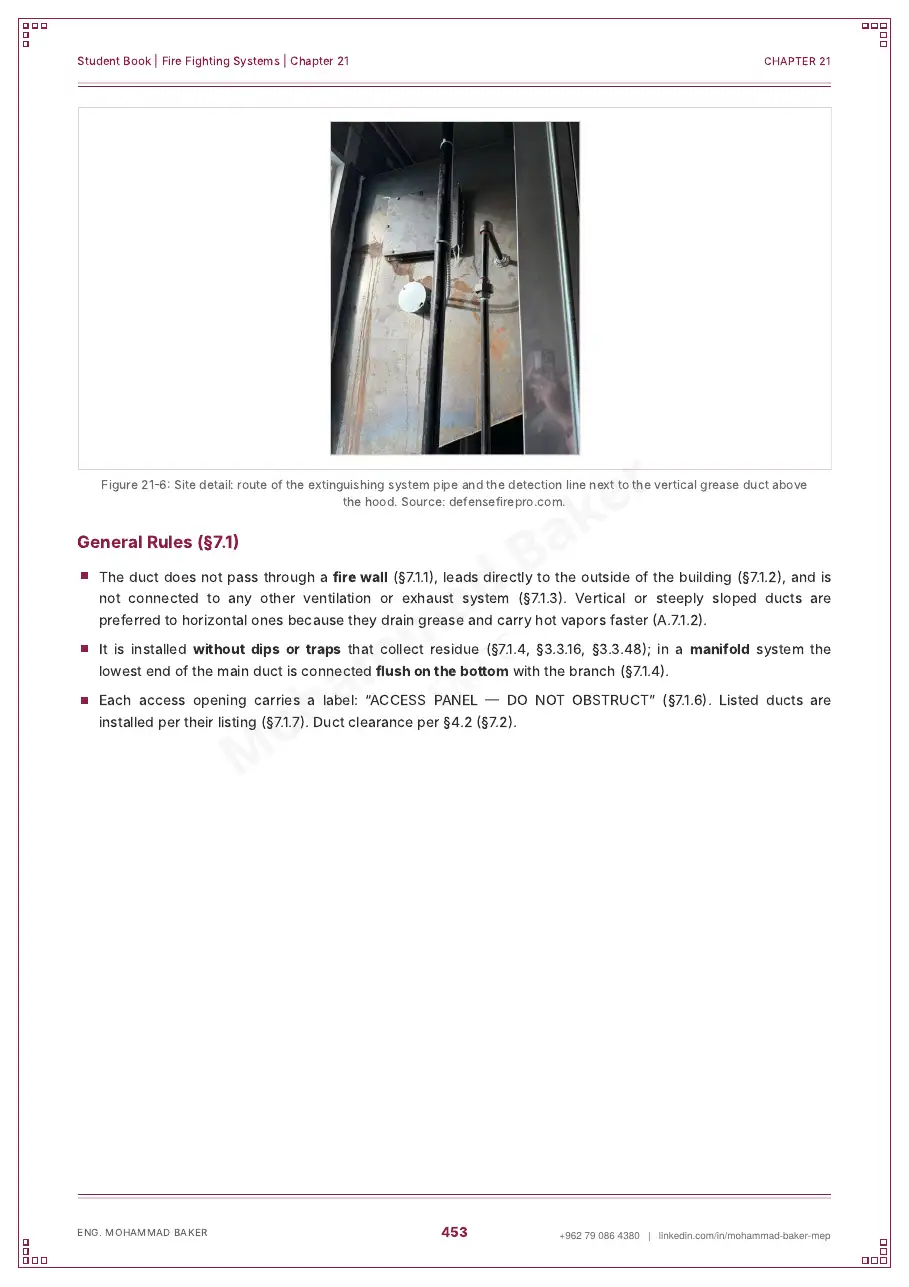 Student Book | Fire Fighting Systems | Chapter 21
CHAPTER 21
Figure 21-6: Site detail: route of the extinguishing system pipe and the detection line next to the vertical grease duct above
the hood. Source: defensefirepro.com.
General Rules (§7.1)
The duct does not pass through a fire wall (§7.1.1), leads directly to the outside of the building (§7.1.2), and is
not connected to any other ventilation or exhaust system (§7.1.3). Vertical or steeply sloped ducts are
preferred to horizontal ones because they drain grease and carry hot vapors faster (A.7.1.2).
It is installed without dips or traps that collect residue (§7.1.4, §3.3.16, §3.3.48); in a manifold system the
lowest end of the main duct is connected flush on the bottom with the branch (§7.1.4).
Each access opening carries a label: “ACCESS PANEL — DO NOT OBSTRUCT” (§7.1.6). Listed ducts are
installed per their listing (§7.1.7). Duct clearance per §4.2 (§7.2).
Mohammad Baker
ENG. MOHAMMAD BAKER
453
+962 79 086 4380 | linkedin.com/in/mohammad-baker-mep